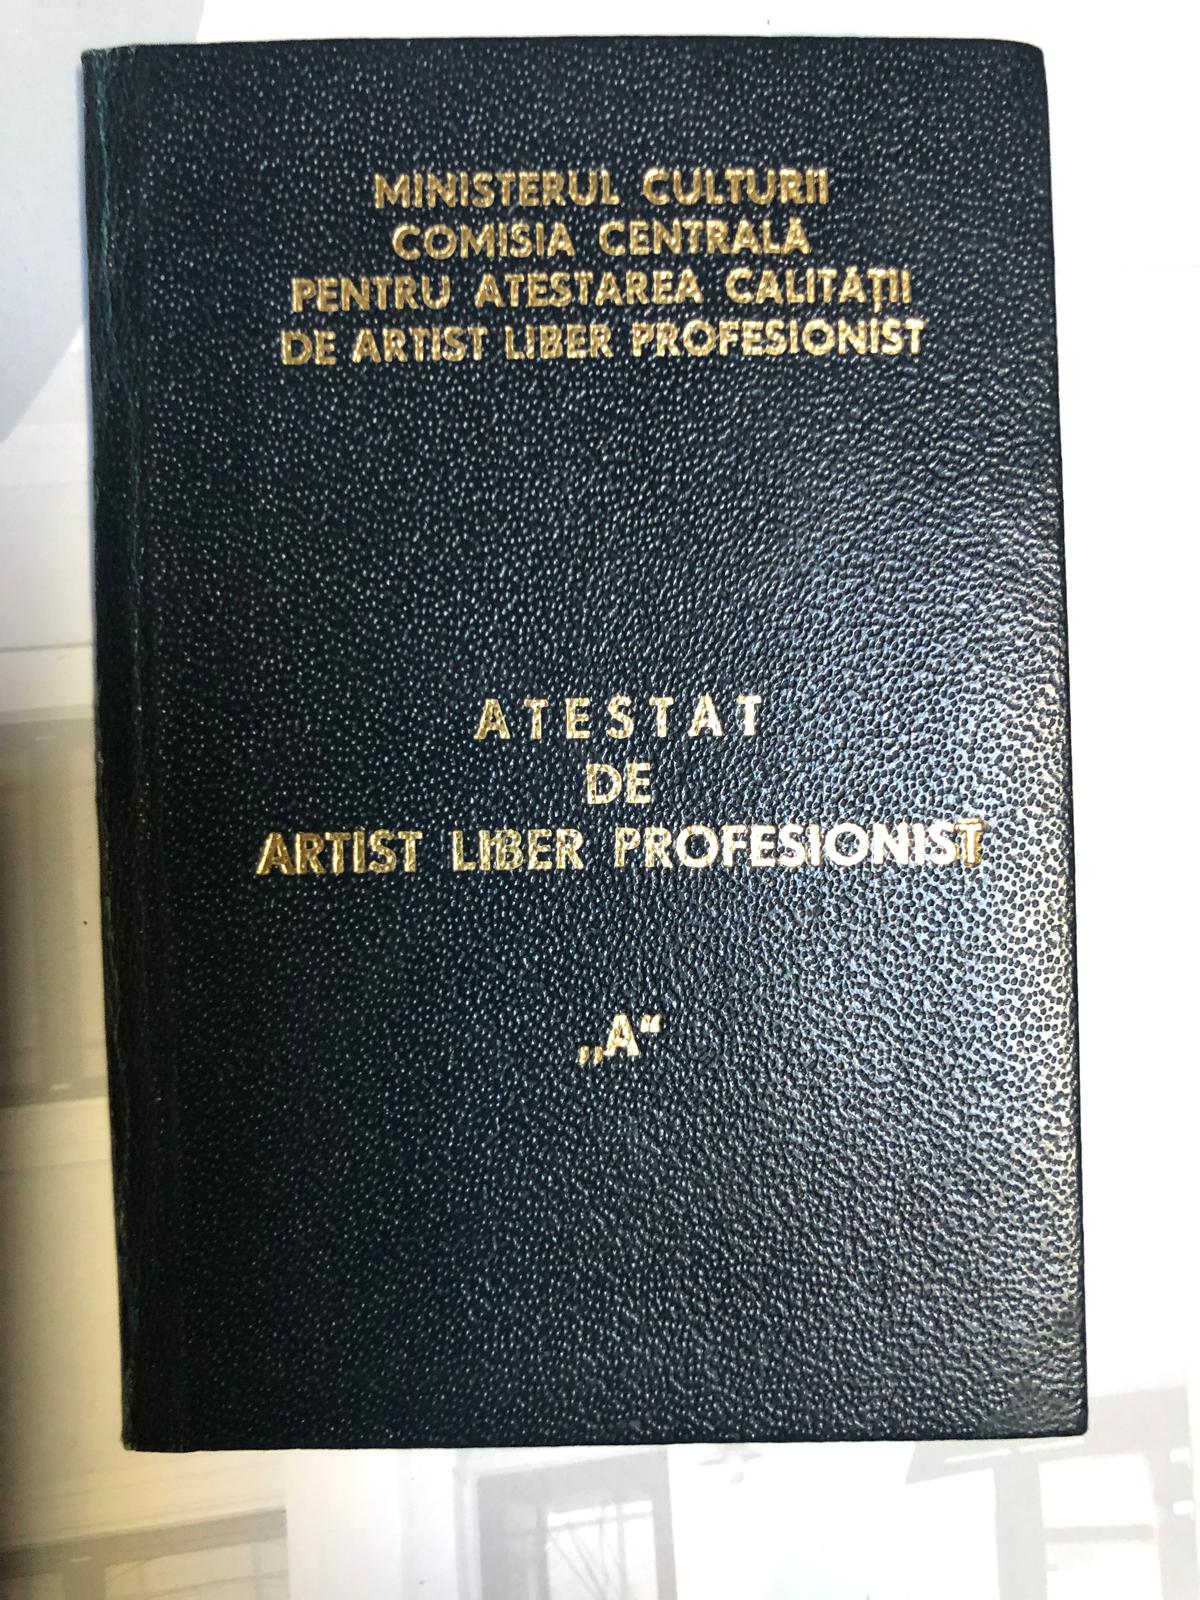 MINISTERUL CULTURII
COMISIA CENTRALĂ
PENTRU ATESTAREA CALITĂȚII
DE ARTIST LIBER PROFESIONIST
ATESTAT
DE
ARTIST LIBER PROFESIONIST
„A“